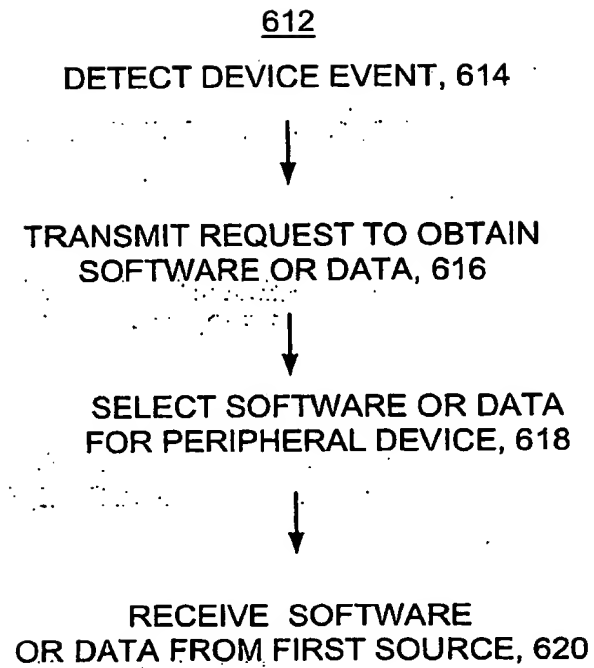 612
DETECT DEVICE EVENT, 614
TRANSMIT REQUEST TO OBTAIN
SOFTWARE OR DATA, 616
SELECT SOFTWARE OR DATA
FOR PERIPHERAL DEVICE, 618
RECEIVE SOFTWARE
OR DATA FROM FIRST SOURCE, 620